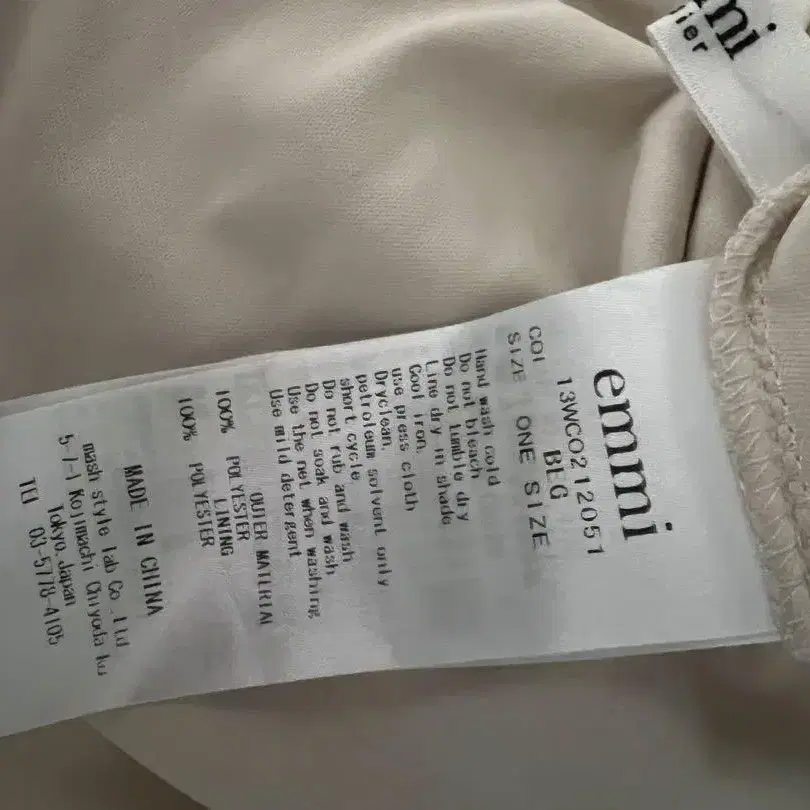 mi
ier
emmi
13WCO212051
COL BEG
SIZE ONE SIZE
Hand wash cold
Do not bleach
Do not tumble dry
Line dry in shade
Cool iron.
use press cloth
Dryclean.
petroleum solvent only
short cycle
Do not rub and wash
Do not soak and wash
Use the net when washing
Use mild detergent
OUTER MATERIAL
100% POLYESTER
LINING
100% POLYESTER
MADE IN CHINA
mash style lab Co.,Ltd
5-7-1 Kojimachi Chiyoda ku
Tokyo.Japan
TEL 03-5778-4105